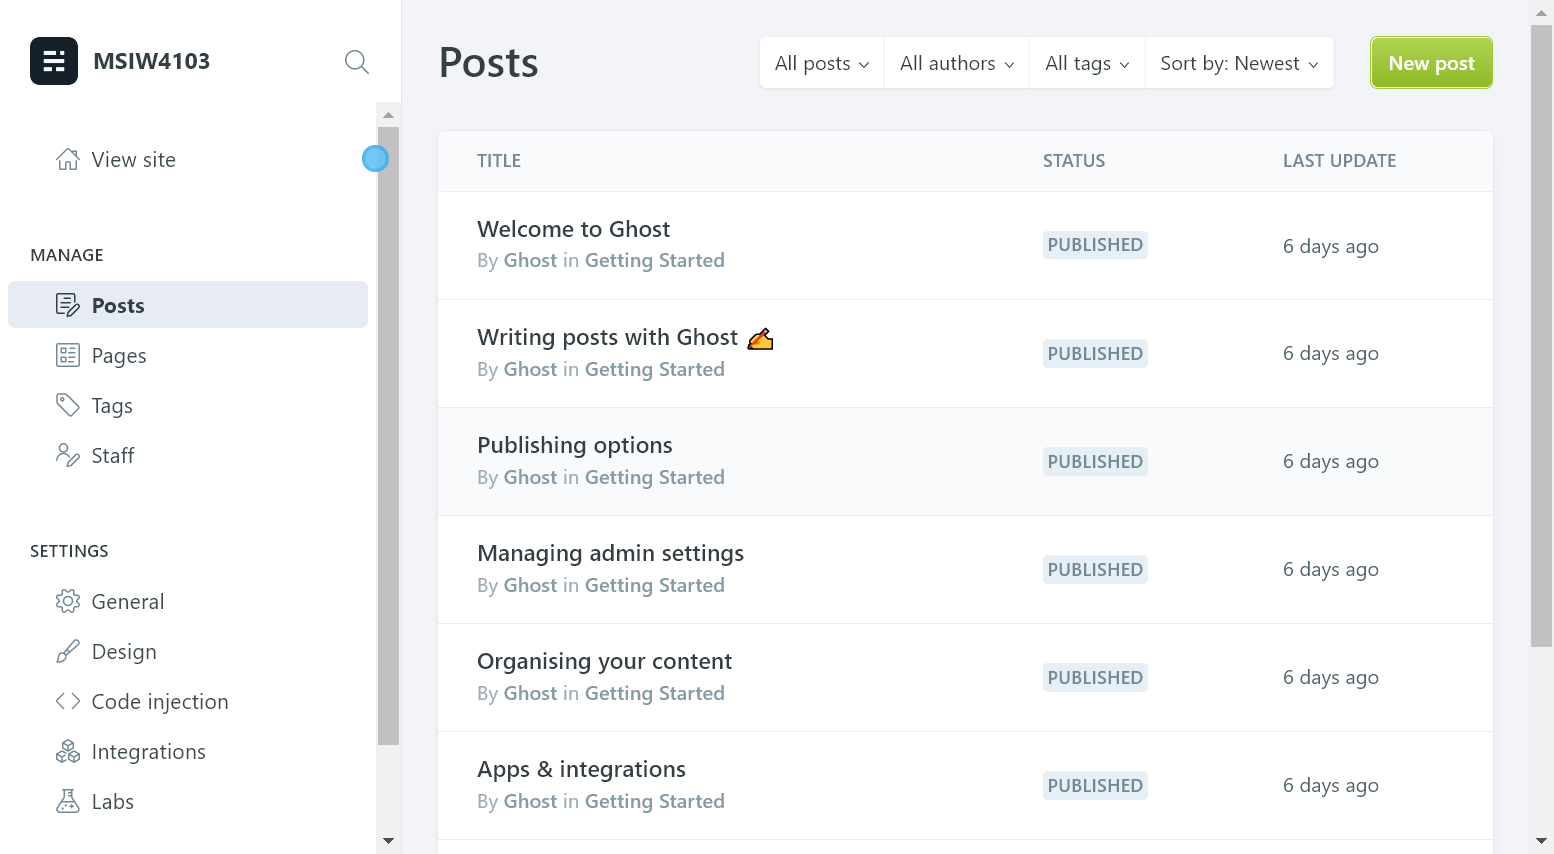 MSIW4103
View site
MANAGE
Posts
Pages
Tags
Staff
SETTINGS
General
Design
Code injection
Integrations
Labs
Posts
All posts
All authors
All tags
Sort by: Newest
New post
TITLE STATUS LAST UPDATE
Welcome to Ghost
By Ghost in Getting Started
PUBLISHED
6 days ago
Writing posts with Ghost ✍️
By Ghost in Getting Started
PUBLISHED
6 days ago
Publishing options
By Ghost in Getting Started
PUBLISHED
6 days ago
Managing admin settings
By Ghost in Getting Started
PUBLISHED
6 days ago
Organising your content
By Ghost in Getting Started
PUBLISHED
6 days ago
Apps & integrations
By Ghost in Getting Started
PUBLISHED
6 days ago